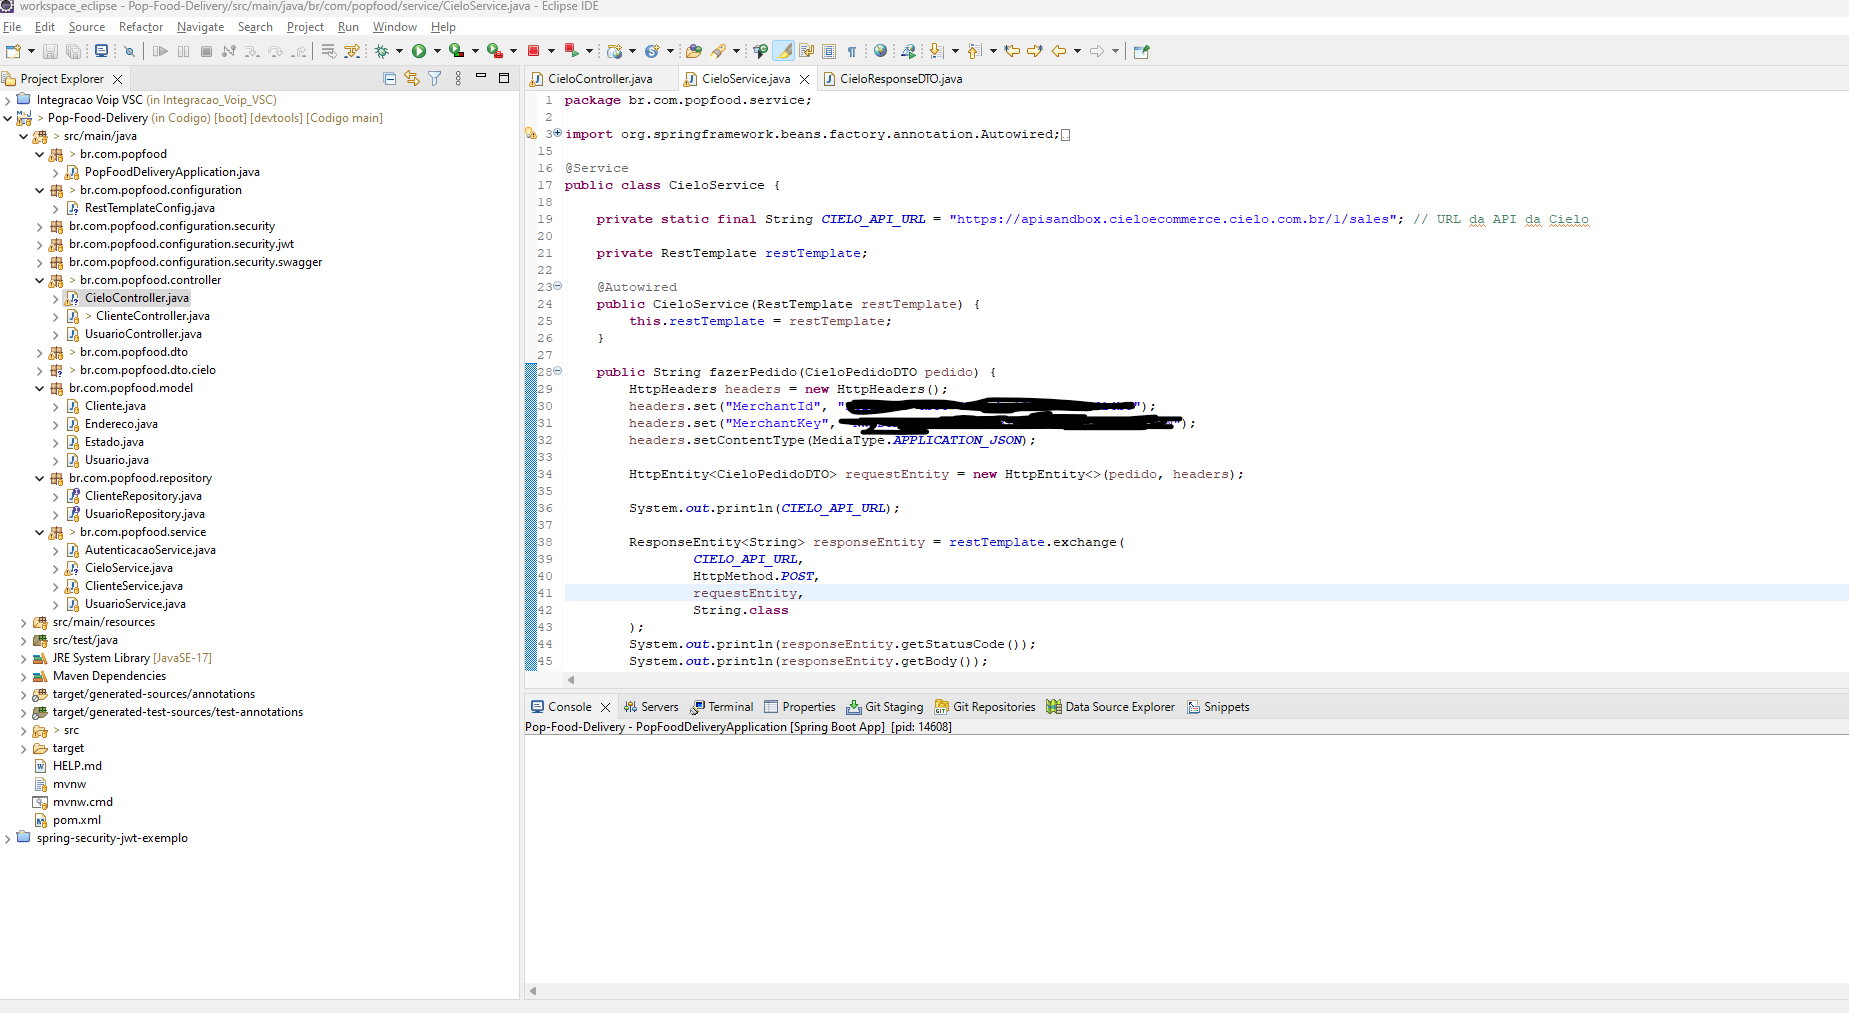 workspace_eclipse - Pop-Food-Delivery/src/main/java/br/com/popfood/service/CieloService.java - Eclipse IDE
File Edit Source Refactor Navigate Search Project Run Window Help
Project Explorer
Integracao Voip VSC (in Integracao_Voip_VSC)
> Pop-Food-Delivery (in Codigo) [boot] [devtools] [Codigo main]
> src/main/java
> br.com.popfood
PopFoodDeliveryApplication.java
> br.com.popfood.configuration
RestTemplateConfig.java
br.com.popfood.configuration.security
br.com.popfood.configuration.security.jwt
br.com.popfood.configuration.security.swagger
> br.com.popfood.controller
CieloController.java
> ClienteController.java
UsuarioController.java
> br.com.popfood.dto
> br.com.popfood.dto.cielo
br.com.popfood.model
Cliente.java
Endereco.java
Estado.java
Usuario.java
br.com.popfood.repository
ClienteRepository.java
UsuarioRepository.java
> br.com.popfood.service
AutenticacaoService.java
CieloService.java
ClienteService.java
UsuarioService.java
src/main/resources
src/test/java
JRE System Library [JavaSE-17]
Maven Dependencies
target/generated-sources/annotations
target/generated-test-sources/test-annotations
> src
target
HELP.md
mvnw
mvnw.cmd
pom.xml
spring-security-jwt-exemplo
CieloController.java CieloService.java CieloResponseDTO.java
1 package br.com.popfood.service;
2
3 import org.springframework.beans.factory.annotation.Autowired;
15
16 @Service
17 public class CieloService {
18
19 private static final String CIELO_API_URL = "https://apisandbox.cieloecommerce.cielo.com.br/1/sales"; // URL da API da Cielo
20
21 private RestTemplate restTemplate;
22
23 @Autowired
24 public CieloService(RestTemplate restTemplate) {
25 this.restTemplate = restTemplate;
26 }
27
28 public String fazerPedido(CieloPedidoDTO pedido) {
29 HttpHeaders headers = new HttpHeaders();
30 headers.set("MerchantId", "");
31 headers.set("MerchantKey", ");
32 headers.setContentType(MediaType.APPLICATION_JSON);
33
34 HttpEntity<CieloPedidoDTO> requestEntity = new HttpEntity<>(pedido, headers);
35
36 System.out.println(CIELO_API_URL);
37
38 ResponseEntity<String> responseEntity = restTemplate.exchange(
39 CIELO_API_URL,
40 HttpMethod.POST,
41 requestEntity,
42 String.class
43 );
44 System.out.println(responseEntity.getStatusCode());
45 System.out.println(responseEntity.getBody());
Console Servers Terminal Properties Git Staging Git Repositories Data Source Explorer Snippets
Pop-Food-Delivery - PopFoodDeliveryApplication [Spring Boot App] [pid: 14608]